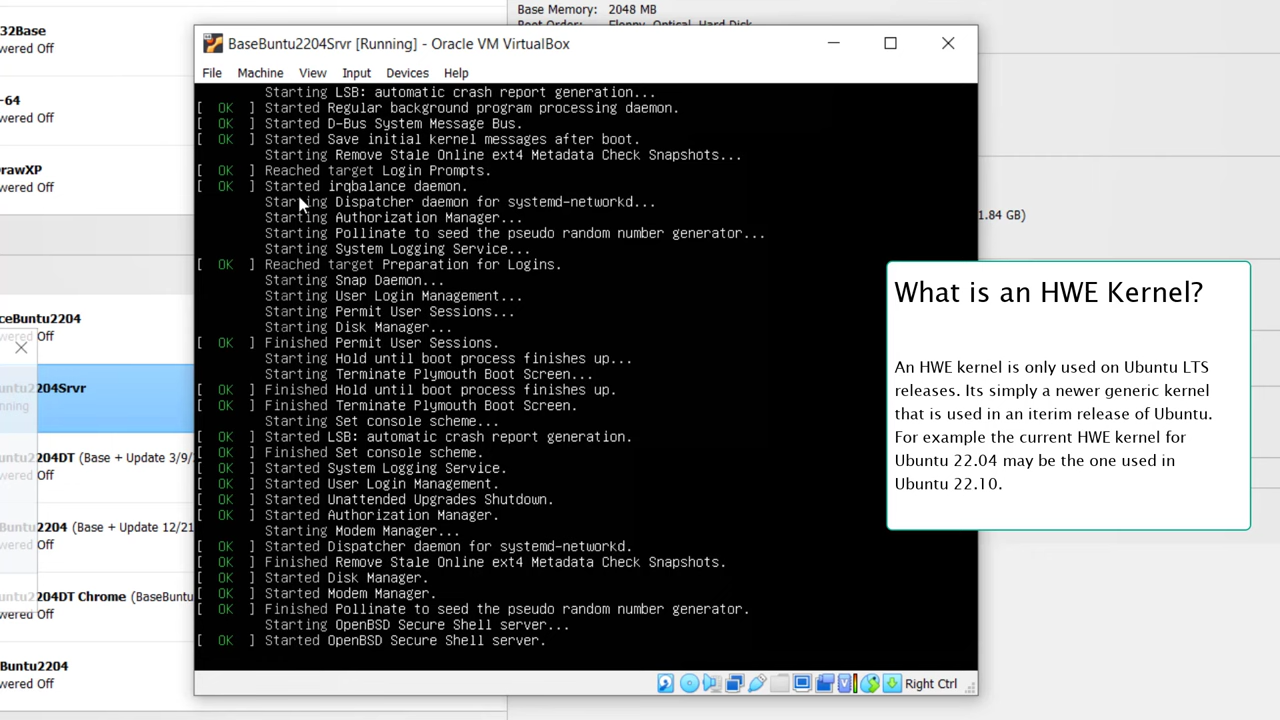 Base Memory: 2048 MB
Boot Order: Floppy, Optical, Hard Disk
32Base
wered Off
-64
wered Off
DrawXP
wered Off
1.84 GB)
ceBuntu2204
wered Off
untu2204Srvr
nning
untu2204DT (Base + Update 3/9/
wered Off
Buntu2204 (Base + Update 12/21
wered Off
untu2204DT Chrome (BaseBuntu
wered Off
Buntu2204
wered Off
BaseBuntu2204Srvr [Running] - Oracle VM VirtualBox
File Machine View Input Devices Help
Starting LSB: automatic crash report generation...
[ OK ] Started Regular background program processing daemon.
[ OK ] Started D-Bus System Message Bus.
[ OK ] Started Save initial kernel messages after boot.
Starting Remove Stale Online ext4 Metadata Check Snapshots...
[ OK ] Reached target Login Prompts.
[ OK ] Started irqbalance daemon.
Starting Dispatcher daemon for systemd-networkd...
Starting Authorization Manager...
Starting Pollinate to seed the pseudo random number generator...
Starting System Logging Service...
[ OK ] Reached target Preparation for Logins.
Starting Snap Daemon...
Starting User Login Management...
Starting Permit User Sessions...
Starting Disk Manager...
[ OK ] Finished Permit User Sessions.
Starting Hold until boot process finishes up...
Starting Terminate Plymouth Boot Screen...
[ OK ] Finished Hold until boot process finishes up.
[ OK ] Finished Terminate Plymouth Boot Screen.
Starting Set console scheme...
[ OK ] Started LSB: automatic crash report generation.
[ OK ] Finished Set console scheme.
[ OK ] Started System Logging Service.
[ OK ] Started User Login Management.
[ OK ] Started Unattended Upgrades Shutdown.
[ OK ] Started Authorization Manager.
Starting Modem Manager...
[ OK ] Started Dispatcher daemon for systemd-networkd.
[ OK ] Finished Remove Stale Online ext4 Metadata Check Snapshots.
[ OK ] Started Disk Manager.
[ OK ] Started Modem Manager.
[ OK ] Finished Pollinate to seed the pseudo random number generator.
Starting OpenBSD Secure Shell server...
[ OK ] Started OpenBSD Secure Shell server.
Right Ctrl
What is an HWE Kernel?
An HWE kernel is only used on Ubuntu LTS
releases. Its simply a newer generic kernel
that is used in an iterim release of Ubuntu.
For example the current HWE kernel for
Ubuntu 22.04 may be the one used in
Ubuntu 22.10.